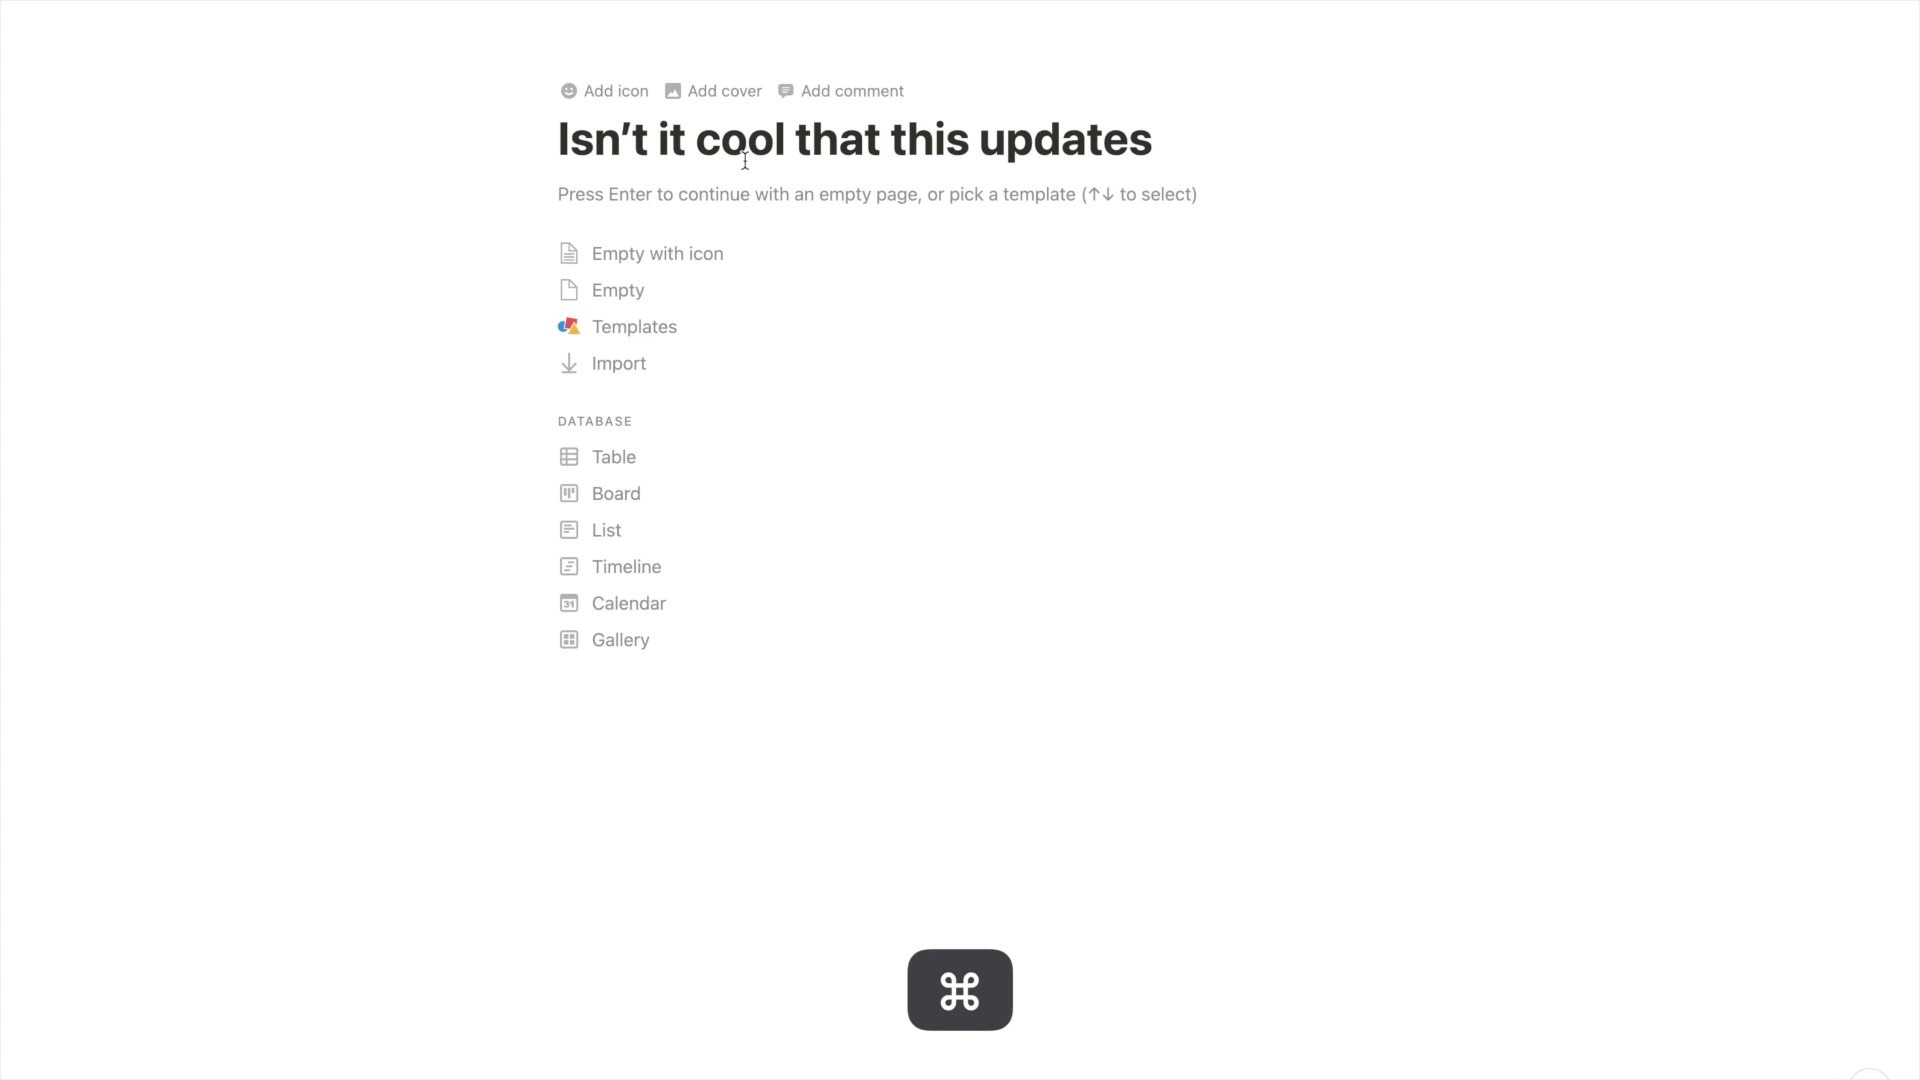 Add icon Add cover Add comment
Isn’t it cool that this updates
Press Enter to continue with an empty page, or pick a template (↑↓ to select)
Empty with icon
Empty
Templates
Import
DATABASE
Table
Board
List
Timeline
31 Calendar
Gallery
⌘